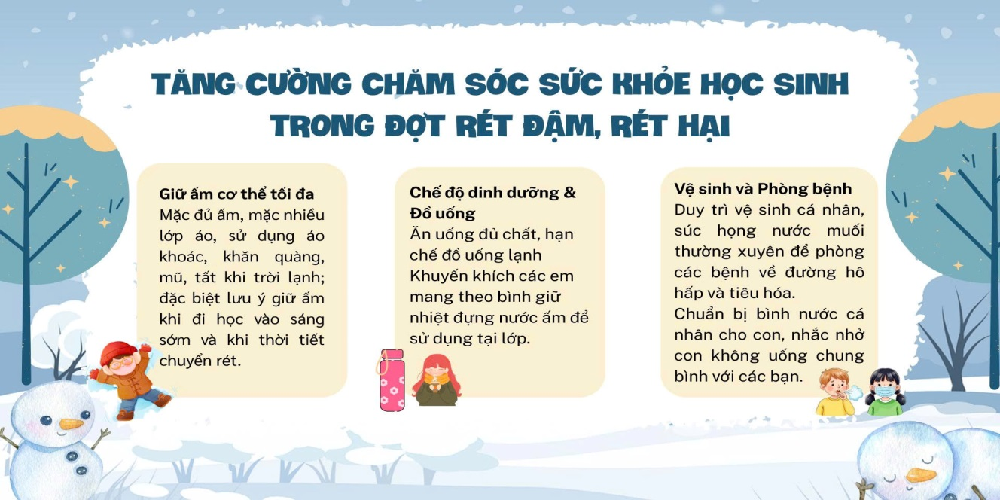 TĂNG CƯỜNG CHĂM SÓC SỨC KHỎE HỌC SINH
TRONG ĐỢT RÉT ĐẬM, RÉT HẠI
Giữ ấm cơ thể tối đa
Mặc đủ ấm, mặc nhiều
lớp áo, sử dụng áo
khoác, khăn quàng,
mũ, tất khi trời lạnh;
đặc biệt lưu ý giữ ấm
khi đi học vào sáng
sớm và khi thời tiết
chuyển rét.
Chế độ dinh dưỡng &
Đồ uống
Ăn uống đủ chất, hạn
chế đồ uống lạnh
Khuyến khích các em
mang theo bình giữ
nhiệt đựng nước ấm để
sử dụng tại lớp.
Vệ sinh và Phòng bệnh
Duy trì vệ sinh cá nhân,
súc họng nước muối
thường xuyên để phòng
các bệnh về đường hô
hấp và tiêu hóa.
Chuẩn bị bình nước cá
nhân cho con, nhắc nhở
con không uống chung
bình với các bạn.